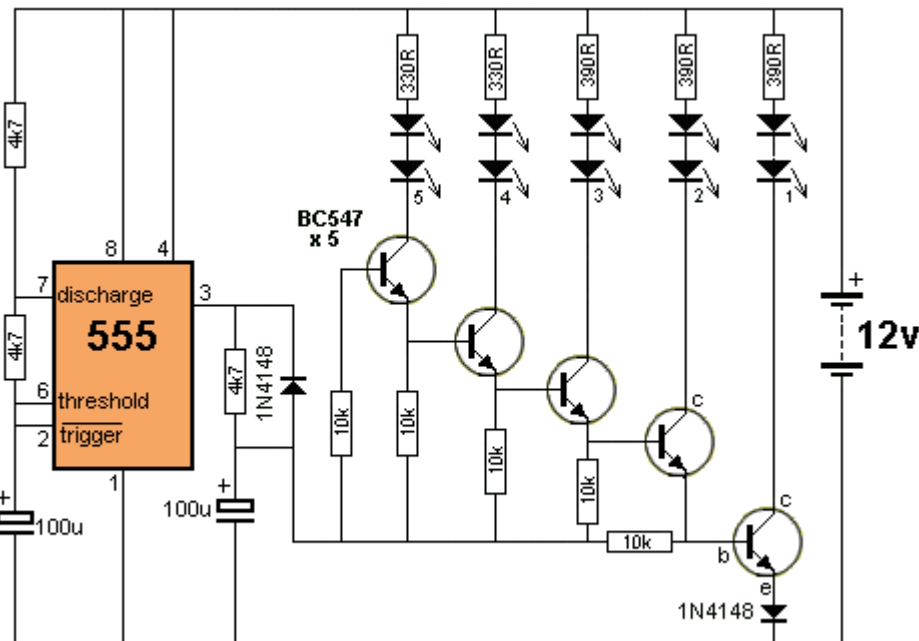 330R 330R 390R 390R 390R
4k7
5 4 3 2 1
BC547
x 5
8 4
7 discharge 3
555
4k7
4k7
1N4148
+
12v
6 threshold
2 trigger
10k 10k
10k
10k
c
1
+
100u
+
100u
10k
c
b
e
1N4148